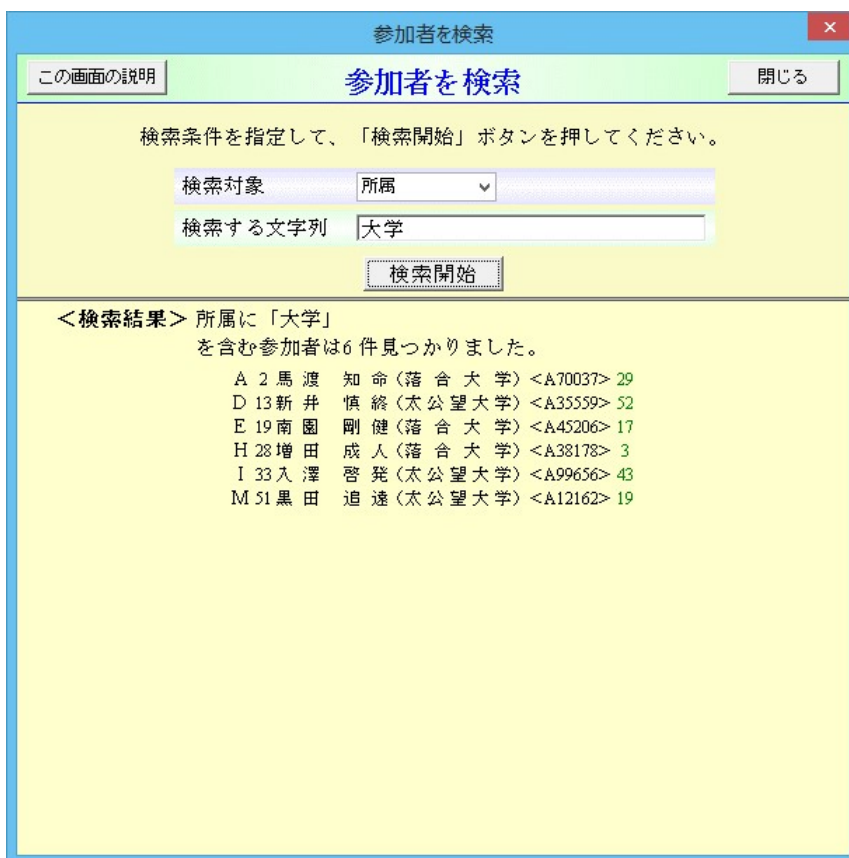 参加者を検索
×
この画面の説明 参加者を検索 閉じる
検索条件を指定して、「検索開始」ボタンを押してください。
検索対象 所属
検索する文字列 大学
検索開始
＜検索結果＞所属に「大学」
を含む参加者は6件見つかりました。
A 2 馬 渡 知 命 (落 合 大 学) <A70037> 29
D 13 新 井 慎 終 (太公望大学) <A35559> 52
E 19 南 園 剛 健 (落 合 大 学) <A45206> 17
H 28 増 田 成 人 (落 合 大 学) <A38178> 3
I 33 入 澤 啓 発 (太公望大学) <A99656> 43
M 51 黒 田 追 遠 (太公望大学) <A12162> 19